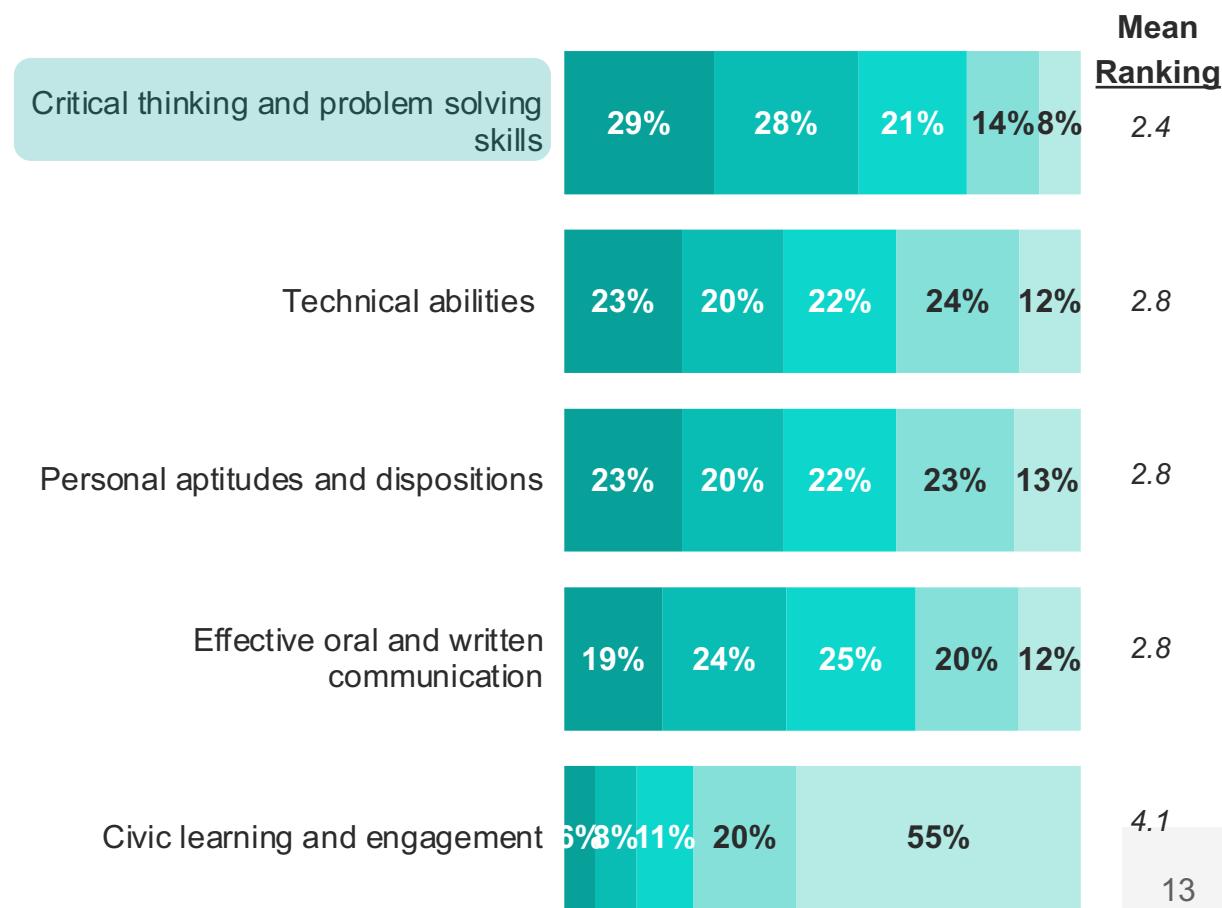 Mean
Ranking
Critical thinking and problem solving
skills
29% 28% 21% 14% 8% 2.4
Technical abilities 23% 20% 22% 24% 12% 2.8
Personal aptitudes and dispositions 23% 20% 22% 23% 13% 2.8
Effective oral and written
communication
19% 24% 25% 20% 12% 2.8
Civic learning and engagement 6% 8% 11% 20% 55% 4.1
13